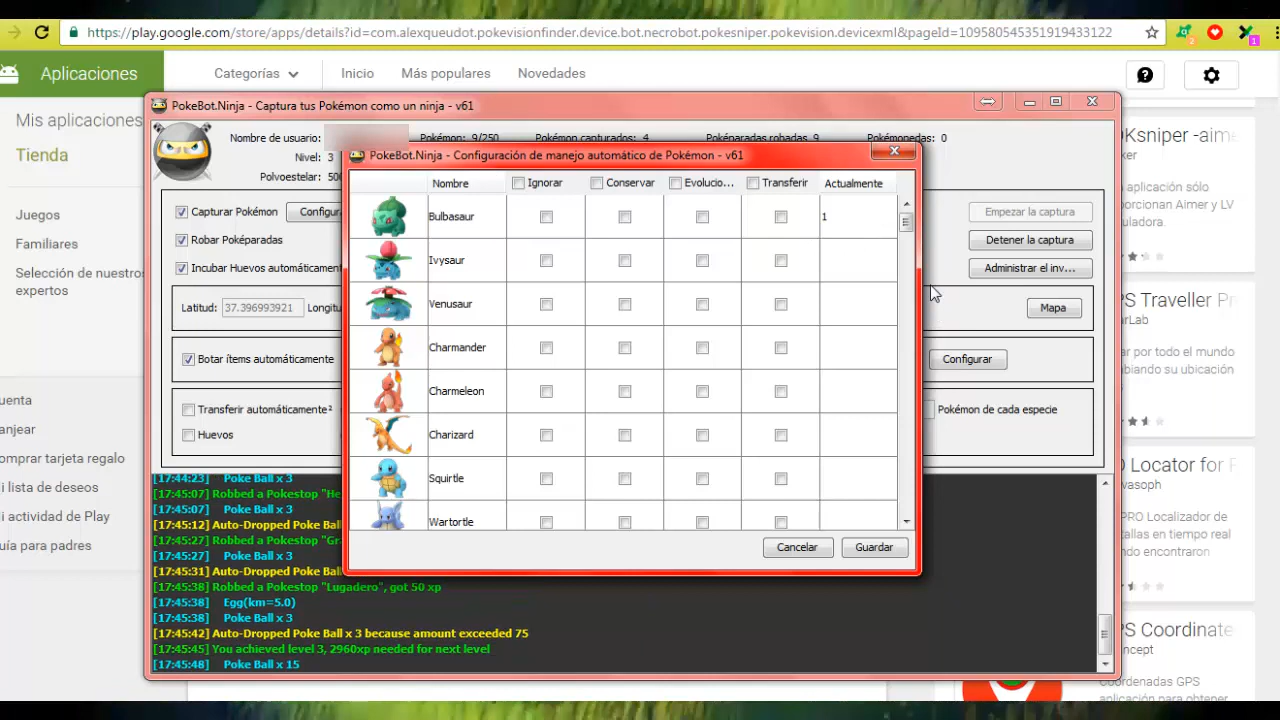 https://play.google.com/store/apps/details?id=com.alexqueudot.pokevisionfinder.device.bot.necrobot.pokesniper.pokevision.devicexml&pageId=109580545351919433122
2
1
Aplicaciones
Categorías
Inicio
Más populares
Novedades
Mis aplicaciones
Tienda
Juegos
Familiares
Selección de nuestros
expertos
PokeBot.Ninja - Captura tus Pokémon como un ninja - v61
Nombre de usuario:
Pokémon: 9/250
Pokémon capturados: 4
Poképaradas robadas: 9
Pokémonedas: 0
Nivel: 3
Polvoestelar:
Capturar Pokémon
Robar Poképaradas
Incubar Huevos
Latitud: 37.396993921
Botar ítems automáticamente
Transferir automáticamente²
Huevos
Empezar la captura
Detener la captura
Administrar el inv...
Mapa
Configurar
Pokémon de cada especie
PokeBot.Ninja - Configuración de manejo automático de Pokémon - v61
Nombre
Ignorar
Conservar
Evolucio...
Transferir
Actualmente
Bulbasaur
1
Ivysaur
Venusaur
Charmander
Charmeleon
Charizard
Squirtle
Wartortle
Cancelar
Guardar
[17:44:23] Poke Ball x 3
[17:45:07] Robbed a Pokestop
[17:45:07] Poke Ball x 3
[17:45:12] Auto-Dropped Poke
[17:45:27] Robbed a Pokestop
[17:45:27] Poke Ball x 3
[17:45:31] Auto-Dropped Poke
[17:45:38] Robbed a Pokestop "Lugadero", got 50 xp
[17:45:38] Egg(km=5.0)
[17:45:38] Poke Ball x 3
[17:45:42] Auto-Dropped Poke Ball x 3 because amount exceeded 75
[17:45:45] You achieved level 3, 2960xp needed for next level
[17:45:48] Poke Ball x 15
uenta
anjear
omprar tarjeta regalo
i lista de deseos
i actividad de Play
uía para padres
Ksniper -aime
ker
aplicación sólo
porcionan Aimer y LV
uladora.
PS Traveller Pr
arLab
ar por todo el mundo
biando su ubicación
O Locator for P
vasoph
PRO Localizador de
tallas en tiempo real
ndo encontraron
PS Coordinate
oncept
Coordenadas GPS
aplicación para obtener